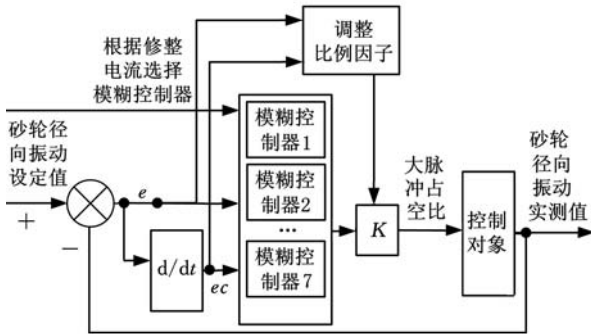 根据修整
电流选择
模糊控制器
调整
比例因子
砂轮径
向振动
设定值
+
−
e
d/dt
ec
模糊控
制器1
模糊控
制器2
...
模糊控
制器7
K
大脉
冲占
空比
控制
对象
砂轮
径向
振动
实测值